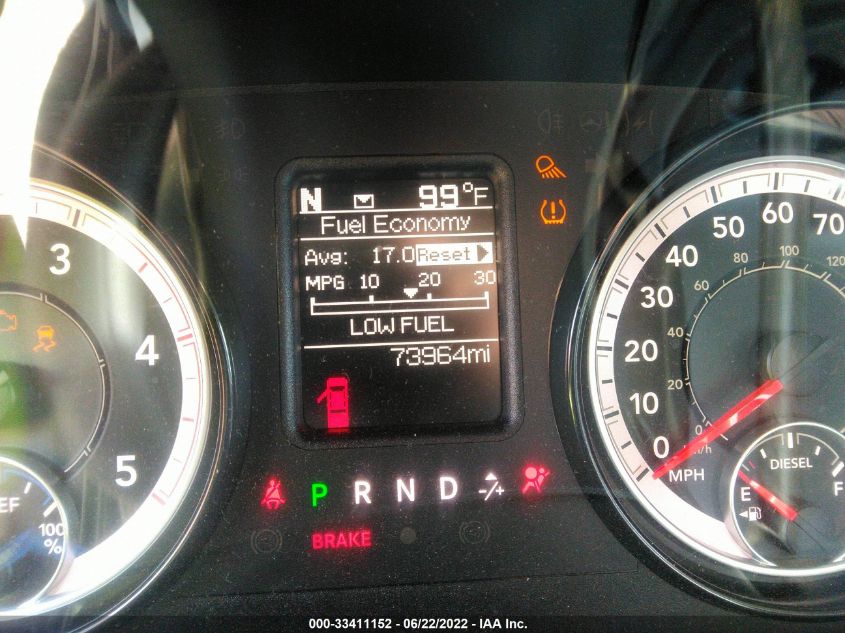 N 99°F
Fuel Economy
Avg: 17.0 Reset
MPG 10 20 30
LOW FUEL
73964mi
3
4
5
EF
100
%
P R N D -/+
BRAKE
0
10
20
30
40
50
60
70
MPH
0
20
40
60
80
100
120
DIESEL
E F
000-33411152 - 06/22/2022 - IAA Inc.